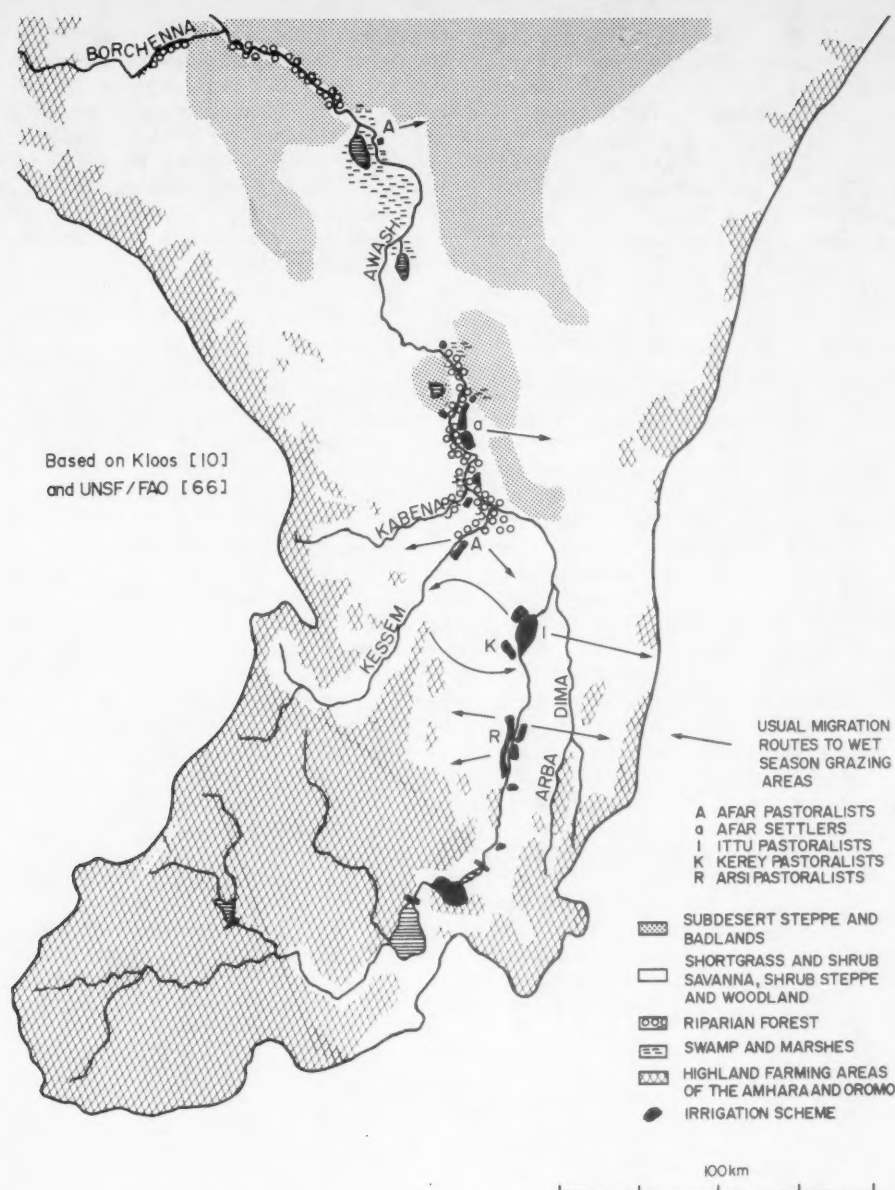 BORCHENNA
A
AWASH
Based on Kloos [10]
and UNSF/FAO [66]
a
KABENA
A
KESSEM
K
I
DIMA
R
ARBA
USUAL MIGRATION
ROUTES TO WET
SEASON GRAZING
AREAS
A AFAR PASTORALISTS
a AFAR SETTLERS
I ITTU PASTORALISTS
K KEREY PASTORALISTS
R ARSI PASTORALISTS
SUBDESERT STEPPE AND
BADLANDS
SHORTGRASS AND SHRUB
SAVANNA, SHRUB STEPPE
AND WOODLAND
RIPARIAN FOREST
SWAMP AND MARSHES
HIGHLAND FARMING AREAS
OF THE AMHARA AND OROMO
IRRIGATION SCHEME
100km